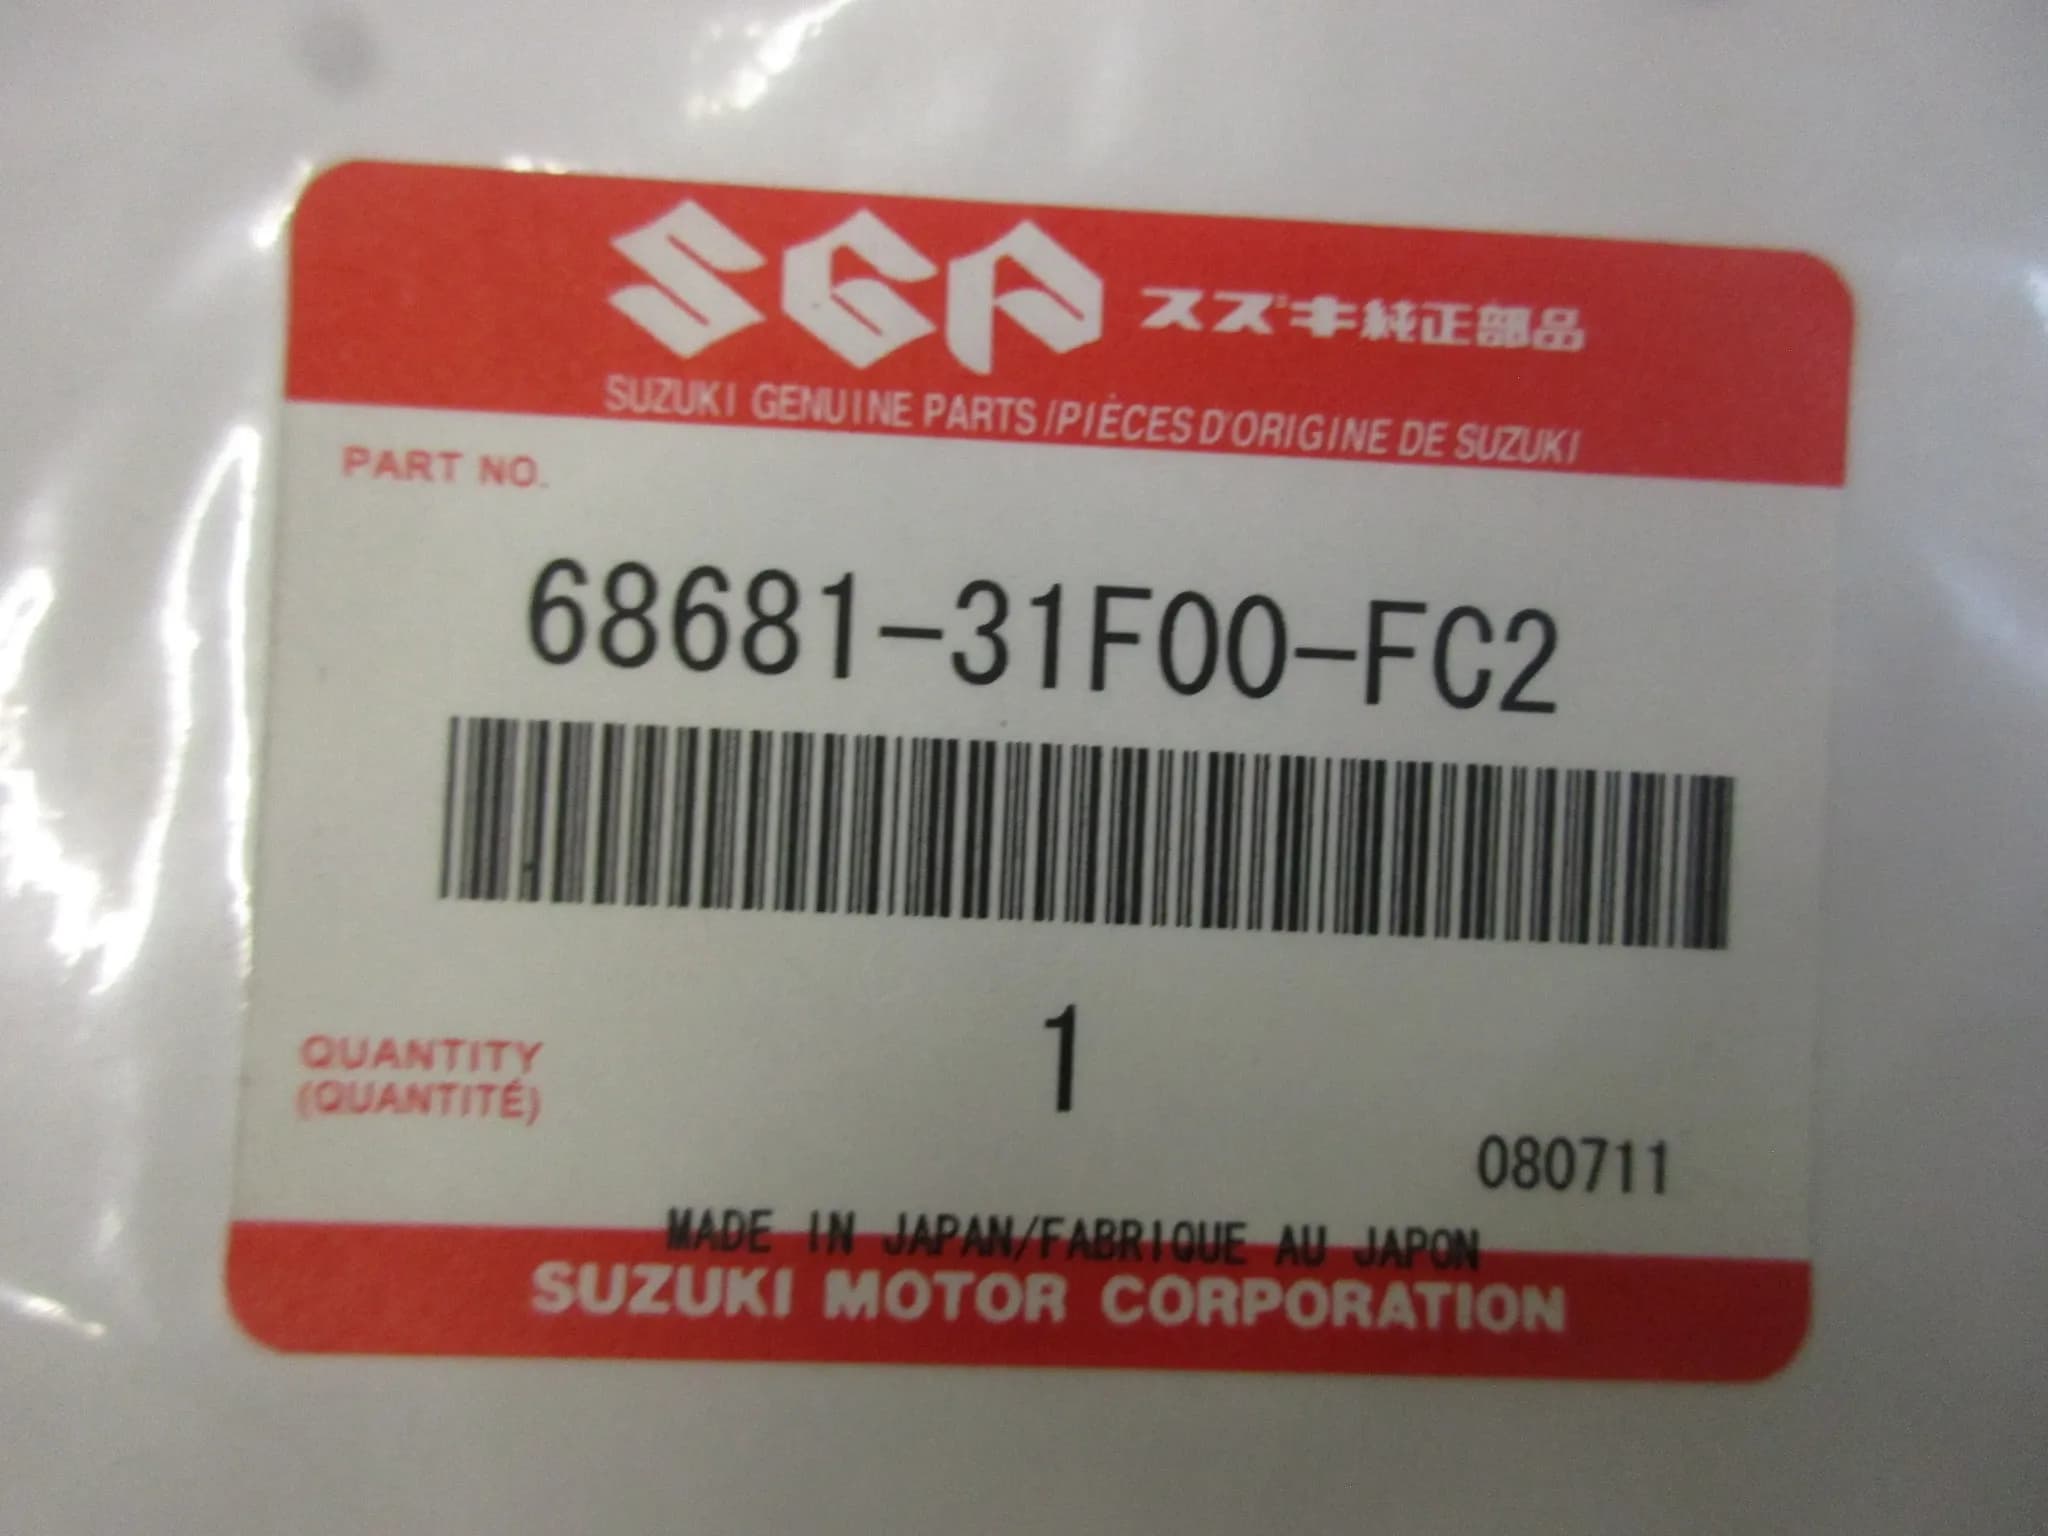 SGP スズキ純正部品
SUZUKI GENUINE PARTS/PIÈCES D'ORIGINE DE SUZUKI
PART NO.
68681-31F00-FC2
1
QUANTITY
(QUANTITÉ)
080711
MADE IN JAPAN/FABRIQUE AU JAPON
SUZUKI MOTOR CORPORATION